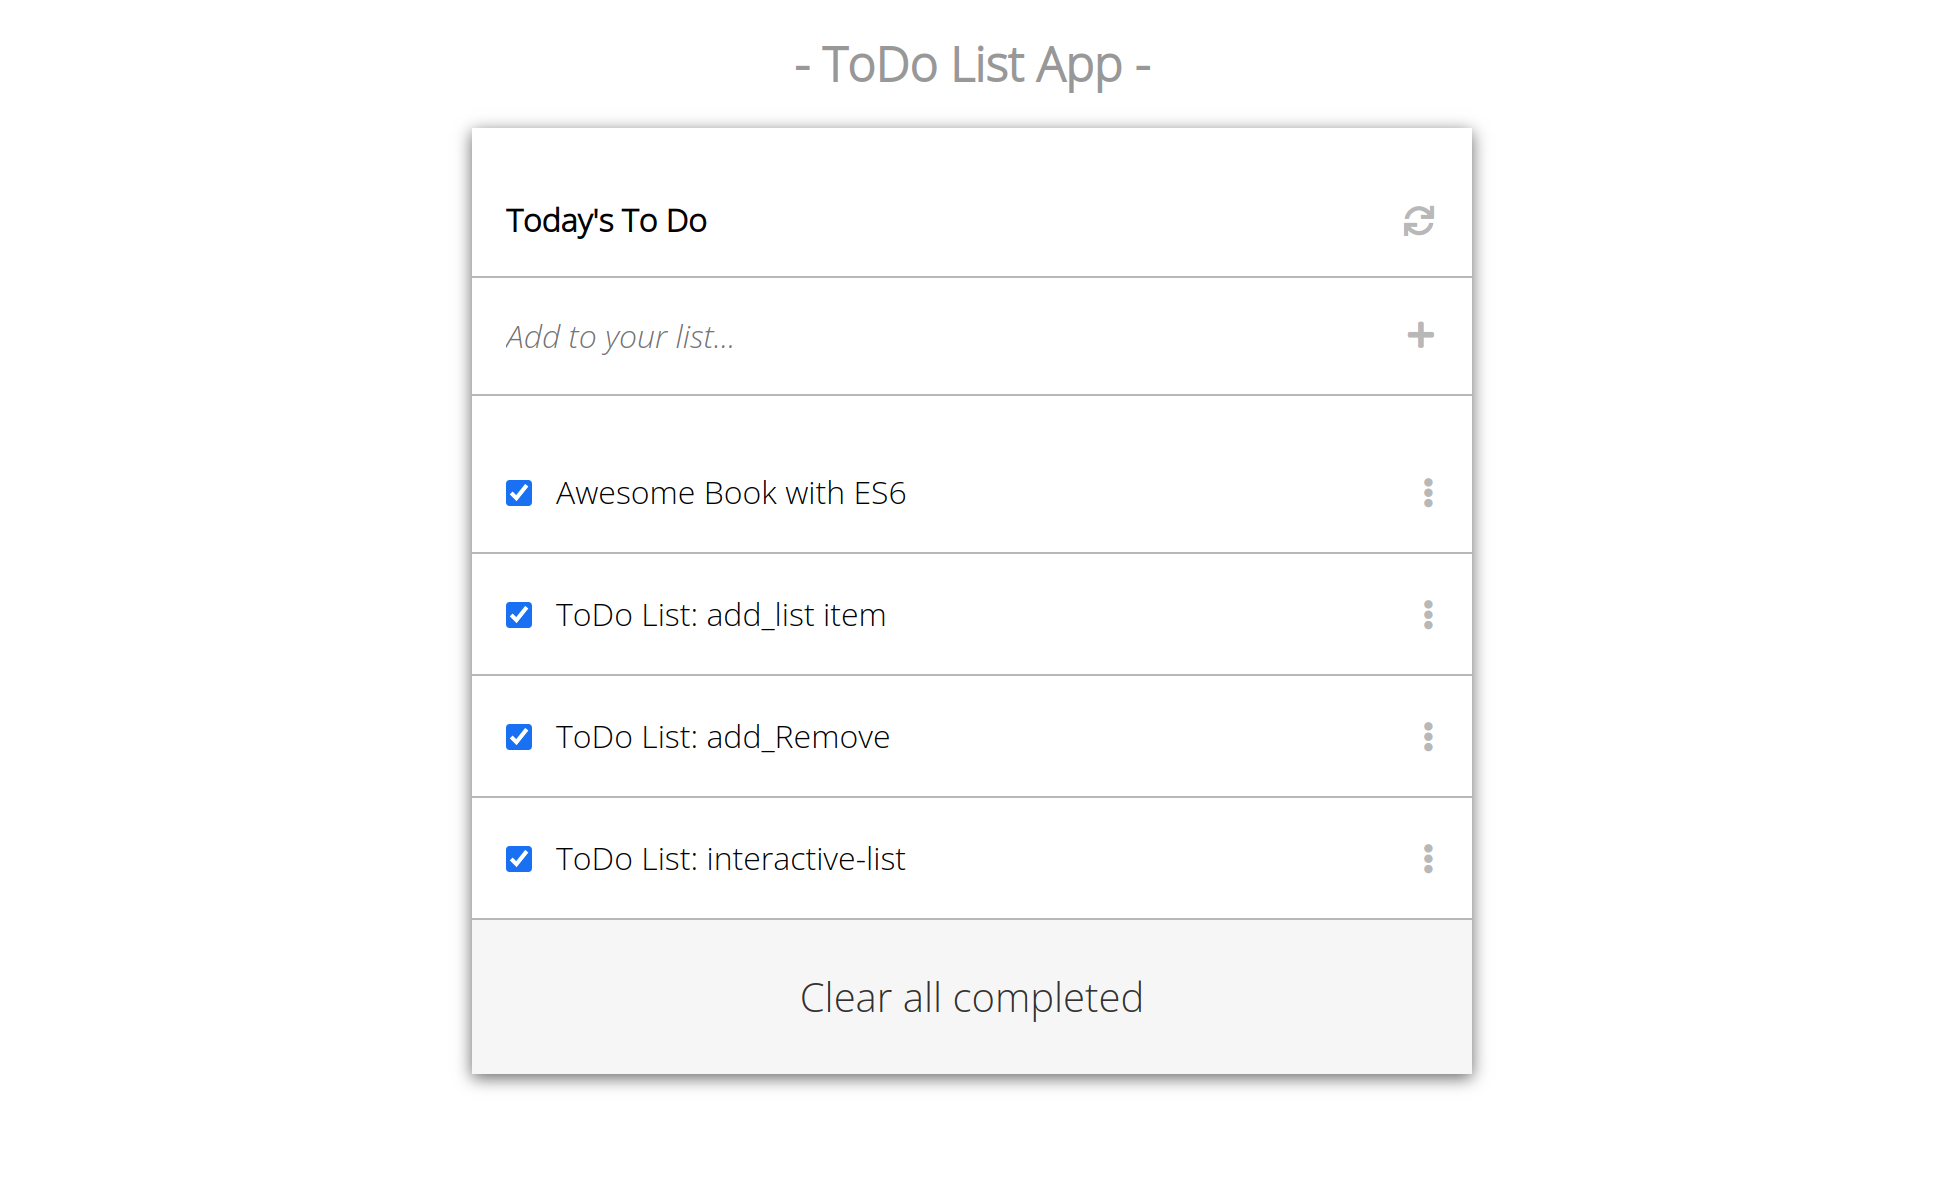 - ToDo List App -
Today's To Do
Add to your list...
Awesome Book with ES6
ToDo List: add_list item
ToDo List: add_Remove
ToDo List: interactive-list
Clear all completed